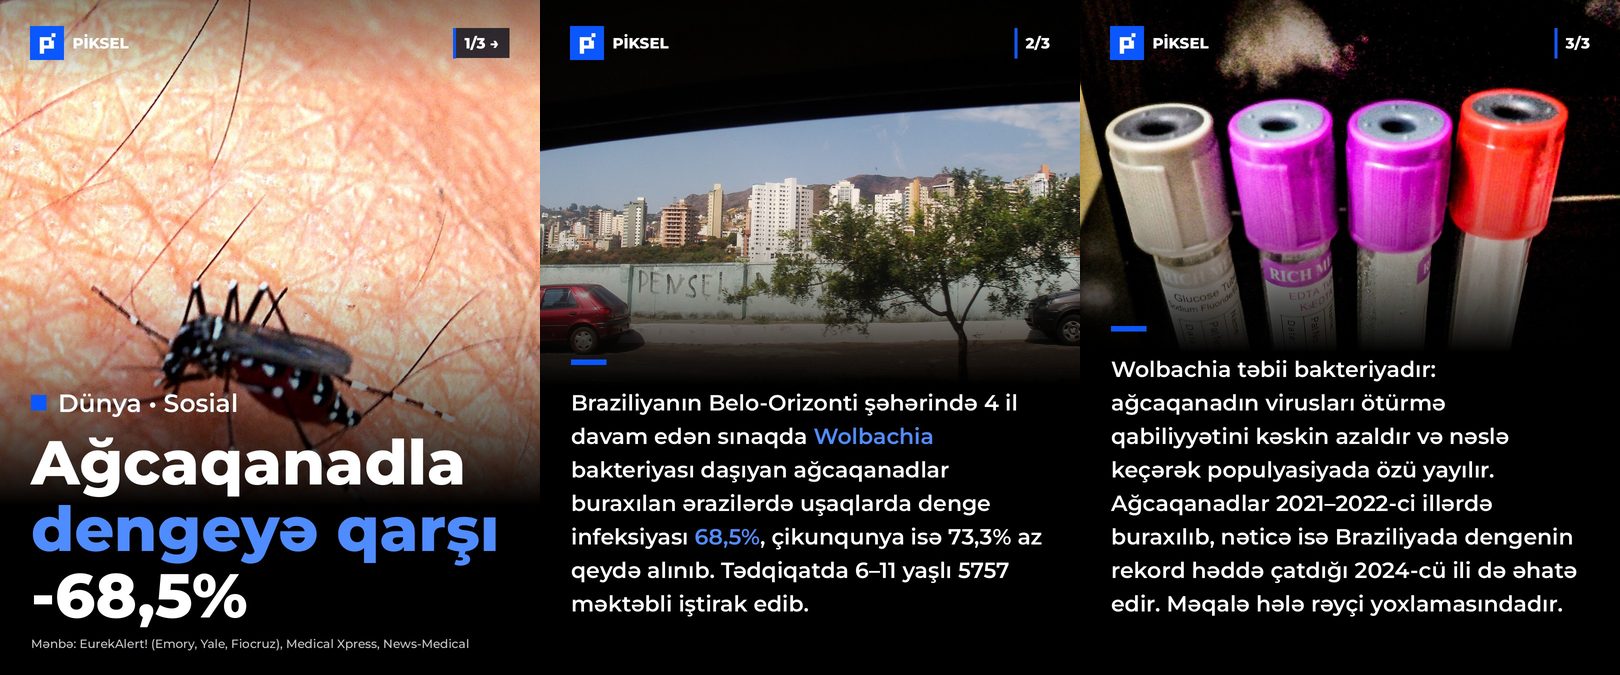 PİKSEL
1/3 →
Dünya • Sosial
Ağcaqanadla
dengeyə qarşı
-68,5%
Mənbə: EurekAlert! (Emory, Yale, Fiocruz), Medical Xpress, News-Medical
PİKSEL
2/3
PENSE
Braziliyanın Belo-Orizonti şəhərində 4 il
davam edən sınaqda Wolbachia
bakteriyası daşıyan ağcaqanadlar
buraxılan ərazilərdə uşaqlarda denge
infeksiyası 68,5%, çikunqunya isə 73,3% az
qeydə alınıb. Tədqiqatda 6–11 yaşlı 5757
məktəbli iştirak edib.
PİKSEL
3/3
RICH
Glucose
EDTA
Wolbachia təbii bakteriyadır:
ağcaqanadın virusları ötürmə
qabiliyyətini kəskin azaldır və nəslə
keçərək populyasiyada özü yayılır.
Ağcaqanadlar 2021–2022-ci illərdə
buraxılıb, nəticə isə Braziliyada dengenin
rekord həddə çatdığı 2024-cü ili də əhatə
edir. Məqalə hələ rəyçi yoxlamasındadır.